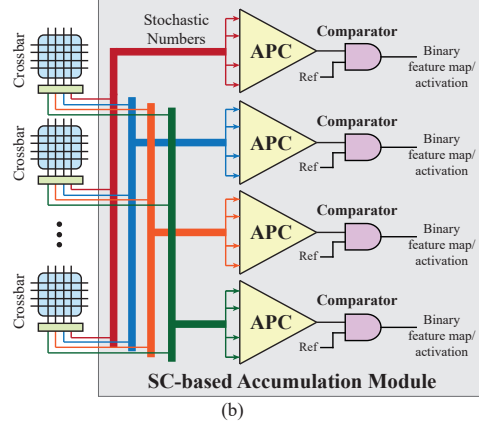 Stochastic
Numbers
Crossbar
APC
Comparator
Ref
Binary
feature map/
activation
Crossbar
APC
Comparator
Ref
Binary
feature map/
activation
APC
Comparator
Ref
Binary
feature map/
activation
Crossbar
APC
Comparator
Ref
Binary
feature map/
activation
SC-based Accumulation Module
(b)